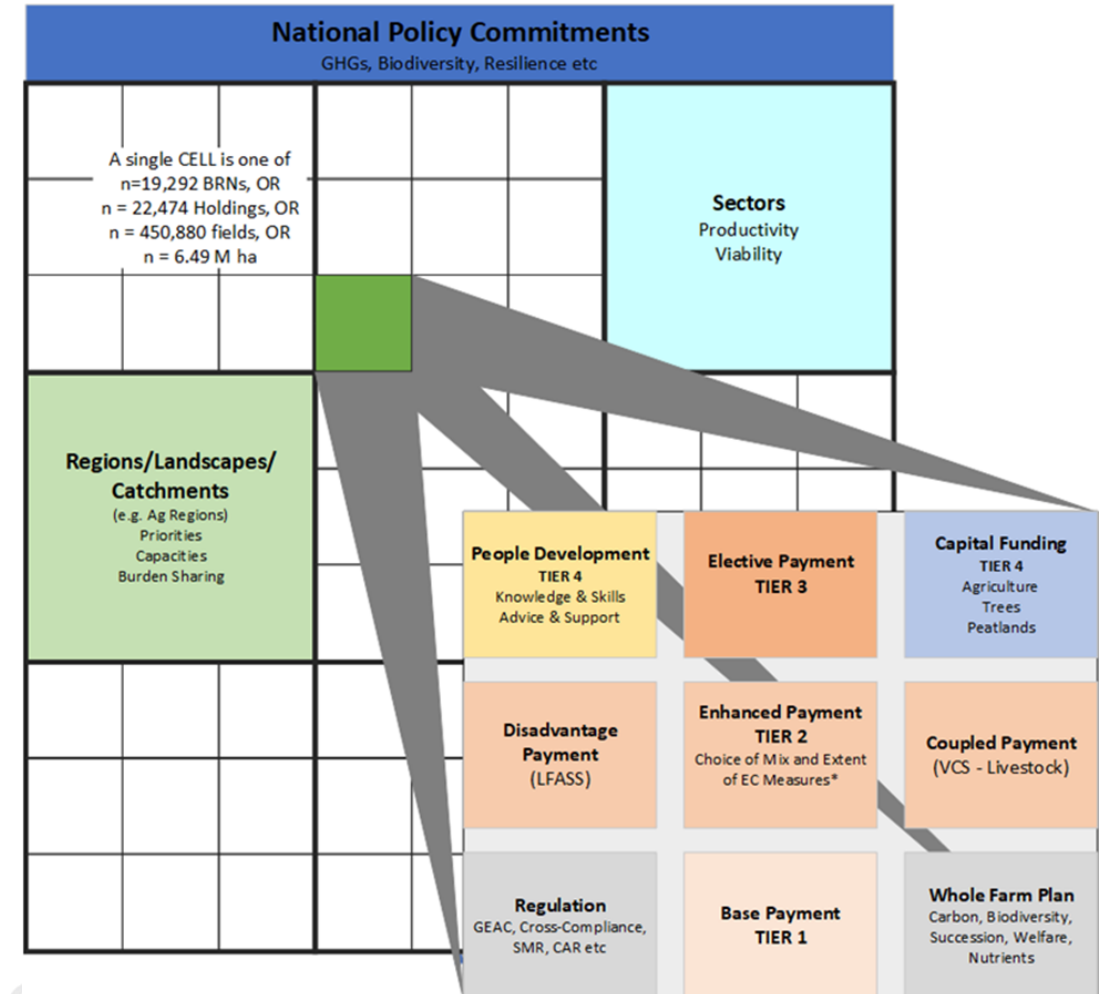 National Policy Commitments
GHGs, Biodiversity, Resilience etc
A single CELL is one of
n=19,292 BRNs, OR
n = 22,474 Holdings, OR
n = 450,880 fields, OR
n = 6.49 M ha
Sectors
Productivity
Viability
Regions/Landscapes/
Catchments
(e.g. Ag Regions)
Priorities
Capacities
Burden Sharing
People Development
TIER 4
Knowledge & Skills
Advice & Support
Elective Payment
TIER 3
Capital Funding
TIER 4
Agriculture
Trees
Peatlands
Disadvantage
Payment
(LFASS)
Enhanced Payment
TIER 2
Choice of Mix and Extent
of EC Measures*
Coupled Payment
(VCS - Livestock)
Regulation
GEAC, Cross-Compliance,
SMR, CAR etc
Base Payment
TIER 1
Whole Farm Plan
Carbon, Biodiversity,
Succession, Welfare,
Nutrients